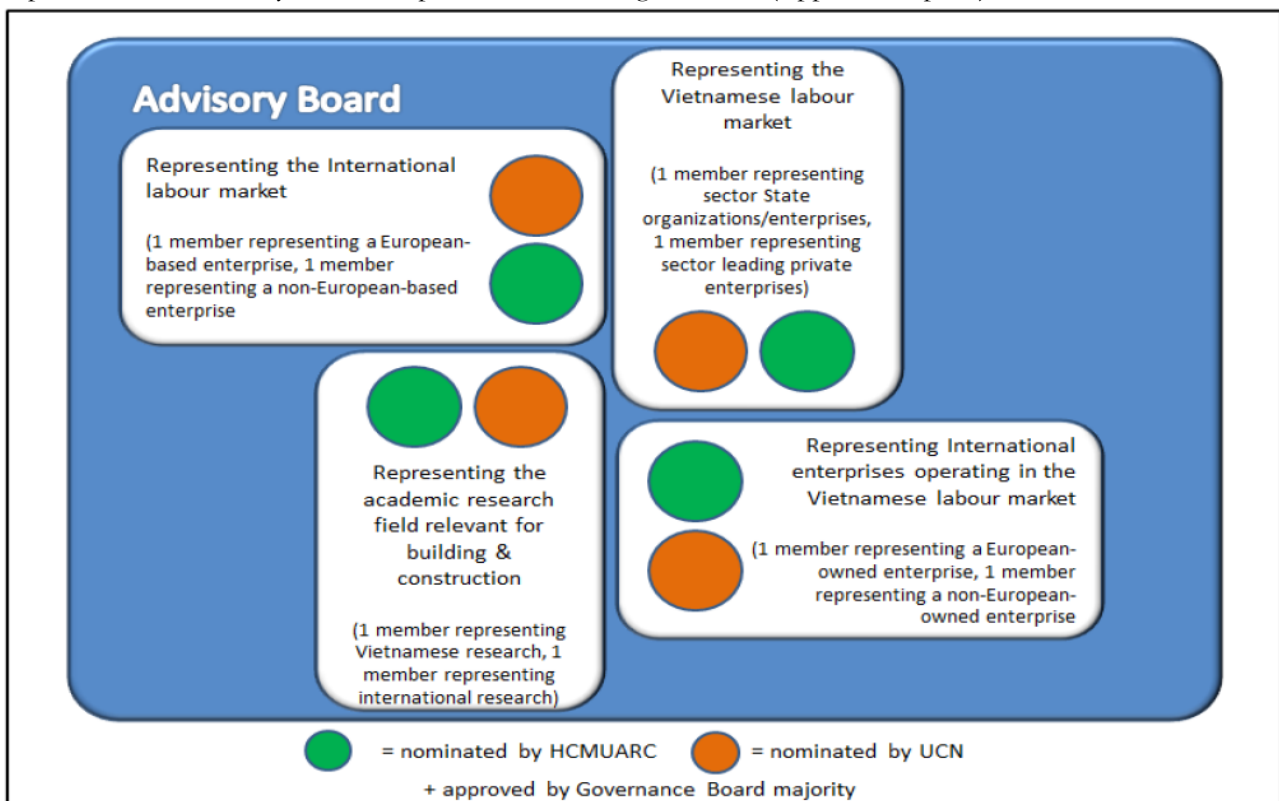 Advisory Board
Representing the International
labour market
(1 member representing a European-
based enterprise, 1 member
representing a non-European-based
enterprise
Representing the
Vietnamese labour
market
(1 member representing
sector State
organizations/enterprises,
1 member representing
sector leading private
enterprises)
Representing the
academic research
field relevant for
building &
construction
(1 member representing
Vietnamese research, 1
member representing
international research)
Representing International
enterprises operating in the
Vietnamese labour market
(1 member representing a European-
owned enterprise, 1 member
representing a non-European-
owned enterprise
= nominated by HCMUARC = nominated by UCN
+ approved by Governance Board majority